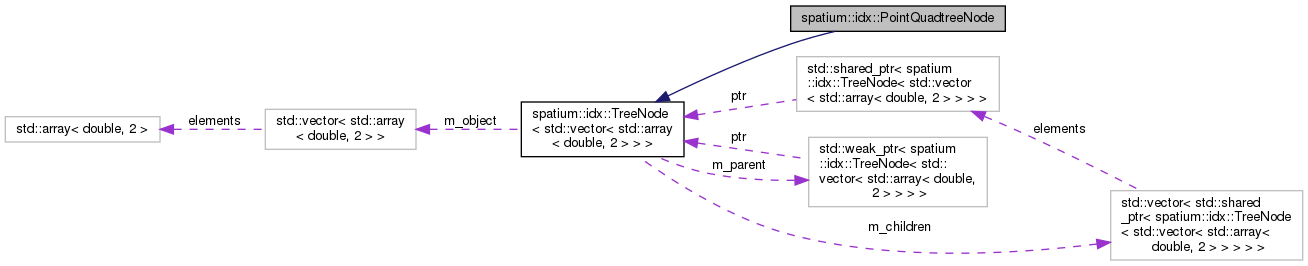 spatium::idx::PointQuadtreeNode
std::shared_ptr< spatium
::idx::TreeNode< std::vector
< std::array< double, 2 > > > >
ptr
spatium::idx::TreeNode
< std::vector< std::array
< double, 2 > > >
std::vector< std::array
< double, 2 > >
m_object
std::array< double, 2 >
elements
elements
ptr
std::weak_ptr< spatium
::idx::TreeNode< std::
vector< std::array< double,
2 > > > >
m_parent
m_children
std::vector< std::shared
_ptr< spatium::idx::TreeNode
< std::vector< std::array<
double, 2 > > > > >